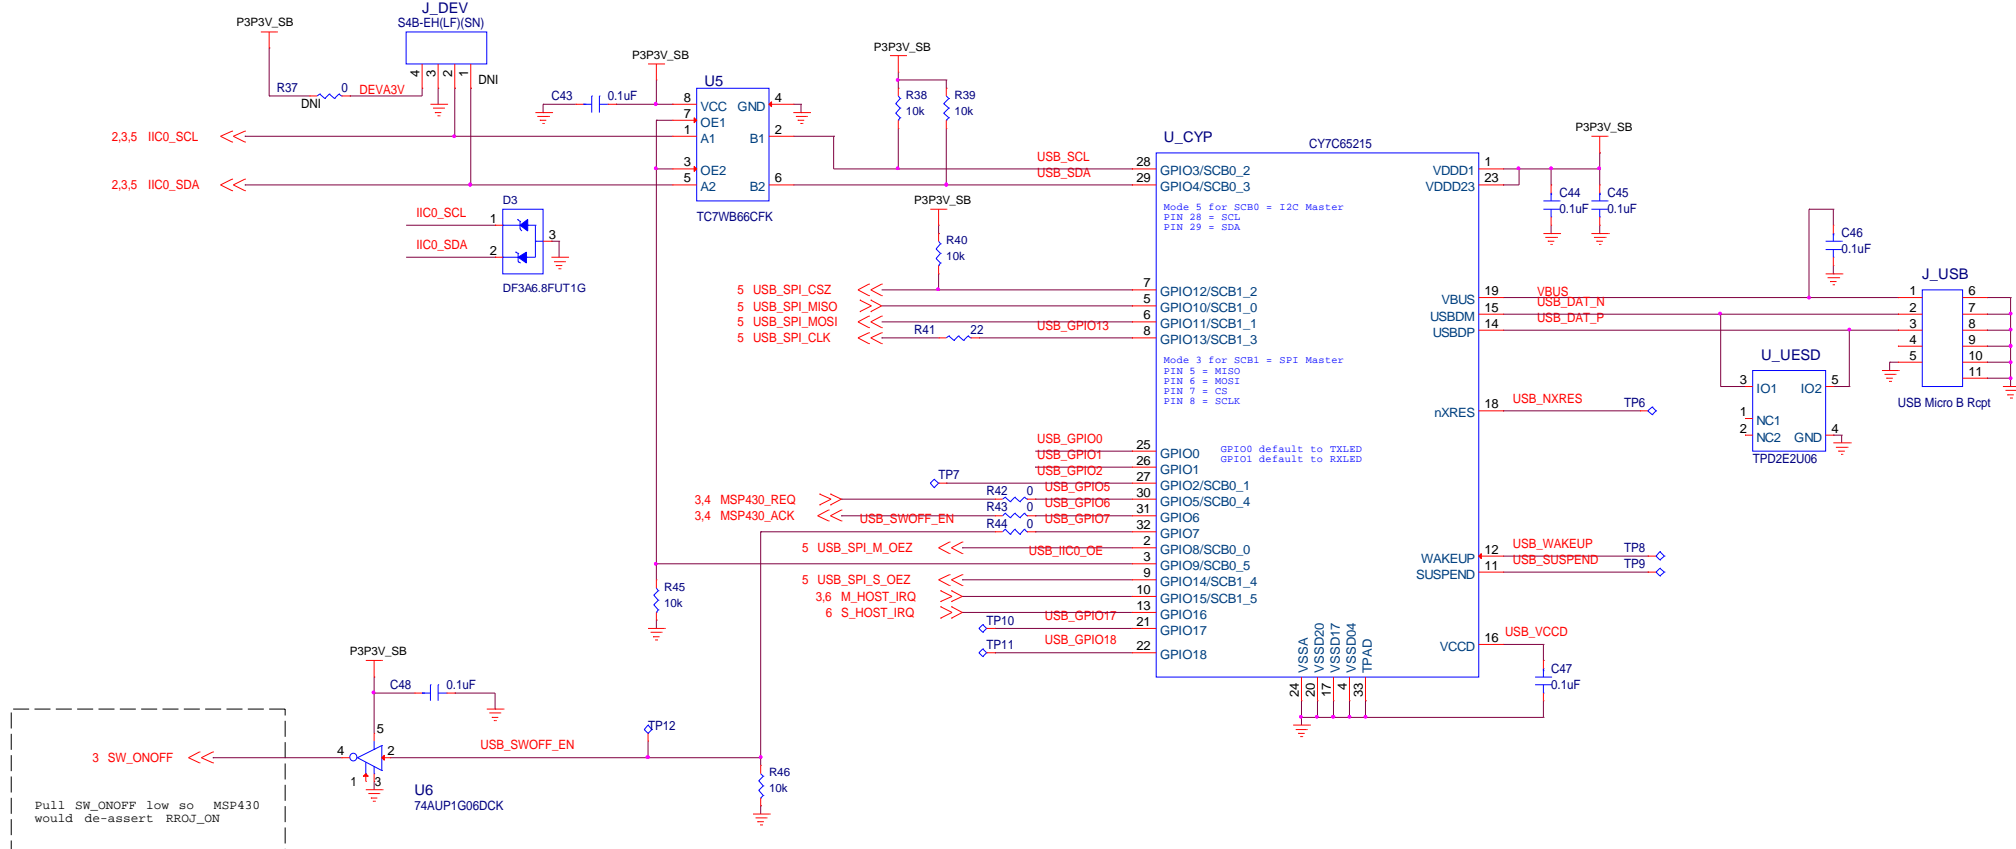 J_DEV
S4B-EH(LF)(SN)
P3P3V_SB
4 3 2 1
DNI
R37 0 DEVA3V
DNI
2,3,5 IIC0_SCL
2,3,5 IIC0_SDA
P3P3V_SB
C43 0.1uF
U5
8 VCC GND 4
7 OE1
1 A1 B1 2
3 OE2
5 A2 B2 6
TC7WB66CFK
D3
IIC0_SCL 1
3
IIC0_SDA 2
DF3A6.8FUT1G
P3P3V_SB
R38
10k
R39
10k
USB_SCL
USB_SDA
P3P3V_SB
R40
10k
5 USB_SPI_CSZ
5 USB_SPI_MISO
5 USB_SPI_MOSI
5 USB_SPI_CLK
R41 22
USB_GPIO13
U_CYP
CY7C65215
28 GPIO3/SCB0_2
29 GPIO4/SCB0_3
Mode 5 for SCB0 = I2C Master
PIN 28 = SCL
PIN 29 = SDA
7 GPIO12/SCB1_2
5 GPIO10/SCB1_0
6 GPIO11/SCB1_1
8 GPIO13/SCB1_3
Mode 3 for SCB1 = SPI Master
PIN 5 = MISO
PIN 6 = MOSI
PIN 7 = CS
PIN 8 = SCLK
USB_GPIO0 25 GPIO0
GPIO0 default to TXLED
GPIO1 default to RXLED
USB_GPIO1 26 GPIO1
TP7 USB_GPIO2 27 GPIO2/SCB0_1
3,4 MSP430_REQ R42 0 USB_GPIO5 30 GPIO5/SCB0_4
3,4 MSP430_ACK R43 0 USB_GPIO6 31 GPIO6
USB_SWOFF_EN R44 0 USB_GPIO7 32 GPIO7
5 USB_SPI_M_OEZ 2 GPIO8/SCB0_0
USB_IIC0_OE 3 GPIO9/SCB0_5
5 USB_SPI_S_OEZ 9 GPIO14/SCB1_4
3,6 M_HOST_IRQ 10 GPIO15/SCB1_5
6 S_HOST_IRQ 13 GPIO16
TP10 USB_GPIO17 21 GPIO17
TP11 USB_GPIO18 22 GPIO18
R45
10k
VSSA VSSD20 VSSD17 VSSD04 TPAD
24 20 17 4 33
P3P3V_SB
VDDD1 1
VDDD23 23
C44
0.1uF
C45
0.1uF
C46
0.1uF
VBUS 19 VBUS
USBDM 15 USB_DAT_N
USBDP 14 USB_DAT_P
J_USB
1 6
2 7
3 8
4 9
5 10
11
USB Micro B Rcpt
U_UESD
3 IO1 IO2 5
1 NC1
2 NC2 GND 4
TPD2E2U06
nXRES 18 USB_NXRES TP6
WAKEUP 12 USB_WAKEUP TP8
SUSPEND 11 USB_SUSPEND TP9
VCCD 16 USB_VCCD
C47
0.1uF
P3P3V_SB
C48 0.1uF
5
3 SW_ONOFF 4 2 USB_SWOFF_EN
1 3
TP12
R46
10k
U6
74AUP1G06DCK
Pull SW_ONOFF low so MSP430
would de-assert RROJ_ON